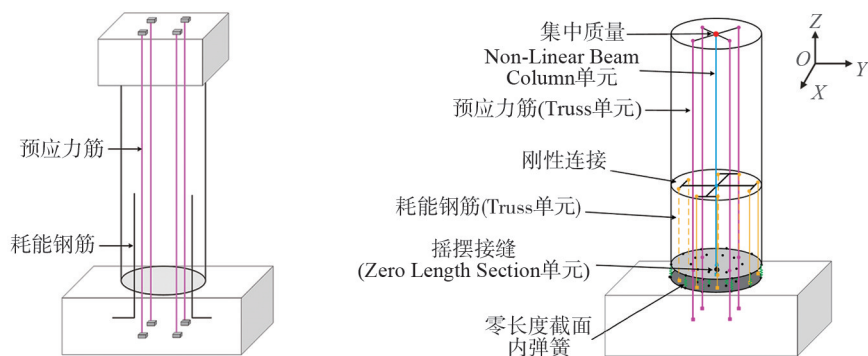 预应力筋
耗能钢筋
集中质量
Non-Linear Beam
Column单元
预应力筋(Truss单元)
刚性连接
耗能钢筋(Truss单元)
摇摆接缝
(Zero Length Section单元)
零长度截面
内弹簧
Z
O
Y
X